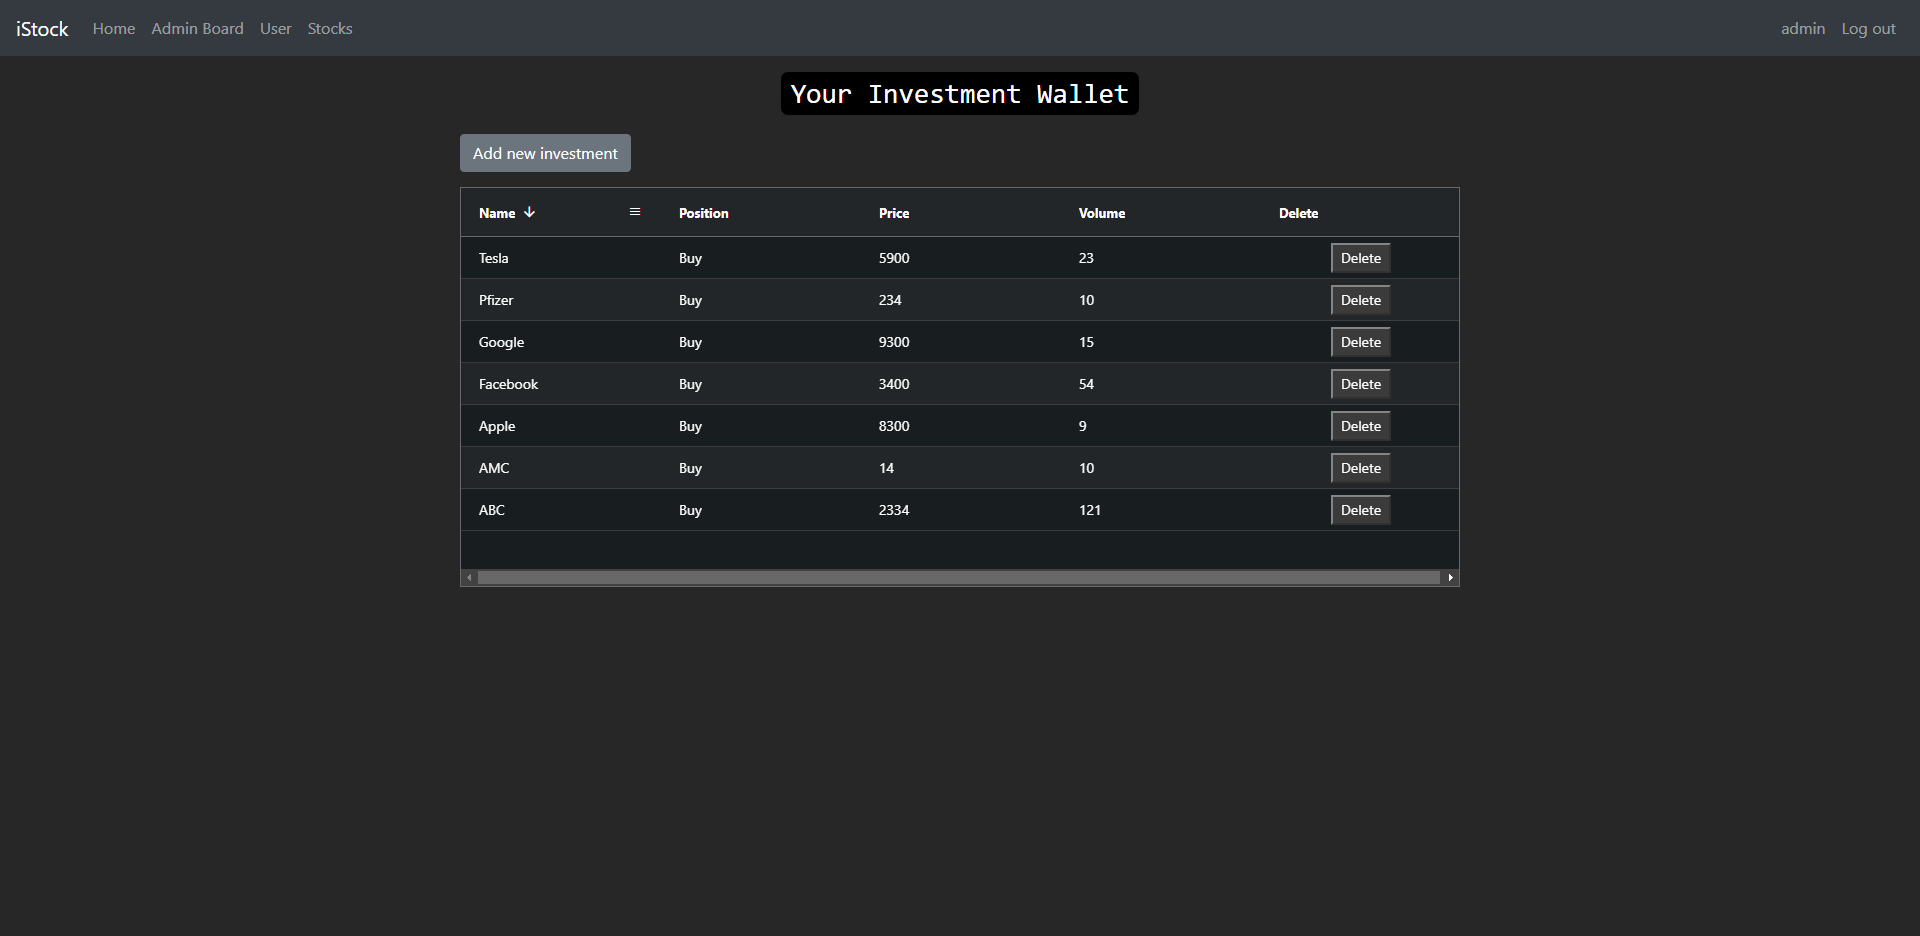 iStock Home Admin Board User Stocks admin Log out
Your Investment Wallet
Add new investment
Name Position Price Volume Delete
Tesla Buy 5900 23 Delete
Pfizer Buy 234 10 Delete
Google Buy 9300 15 Delete
Facebook Buy 3400 54 Delete
Apple Buy 8300 9 Delete
AMC Buy 14 10 Delete
ABC Buy 2334 121 Delete